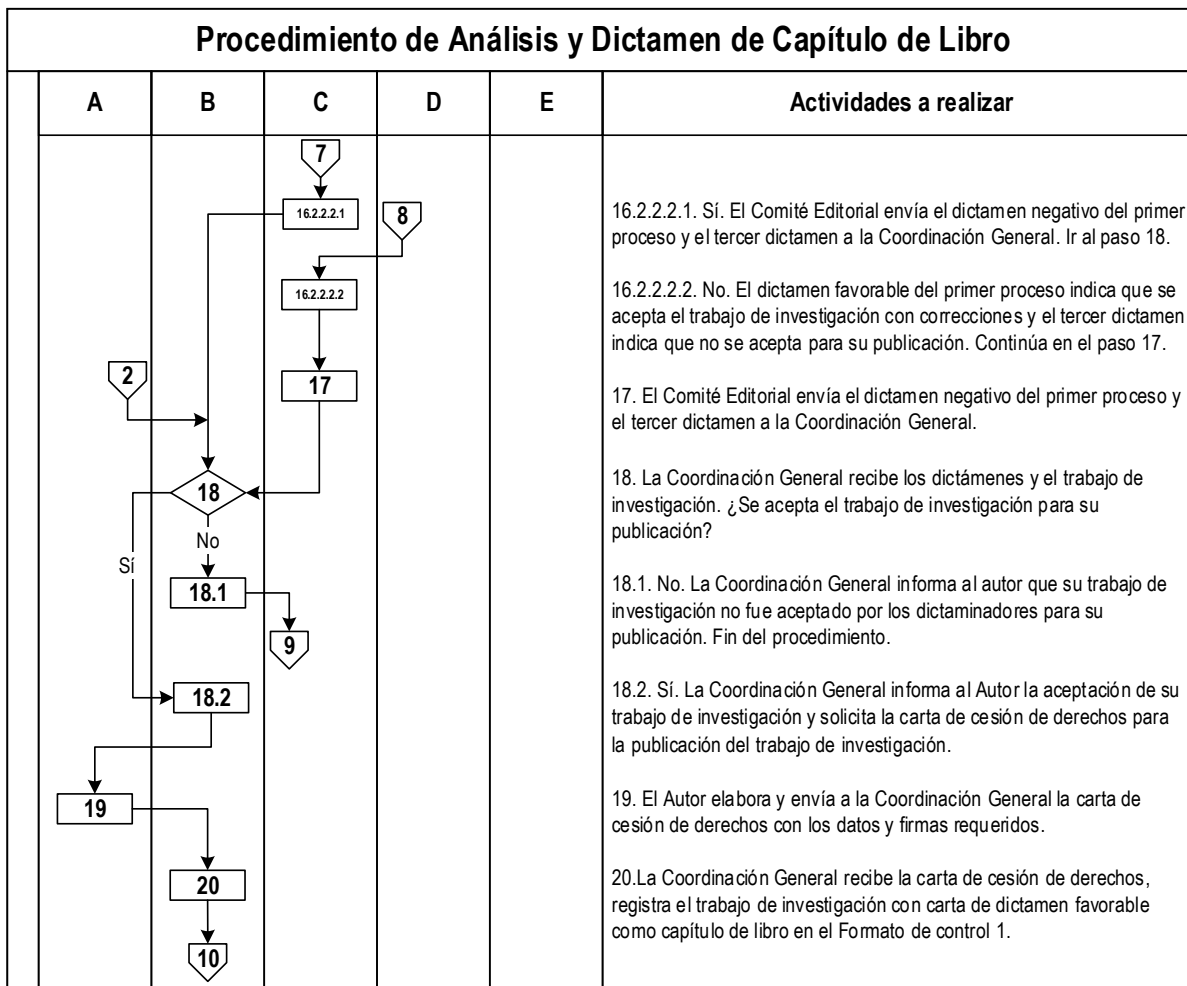 Procedimiento de Análisis y Dictamen de Capítulo de Libro
A B C D E Actividades a realizar
7
16.2.2.2.1
8
16.2.2.2.2
2
17
18
No
Sí
18.1
9
18.2
19
20
10
16.2.2.2.1. Sí. El Comité Editorial envía el dictamen negativo del primer
proceso y el tercer dictamen a la Coordinación General. Ir al paso 18.
16.2.2.2.2. No. El dictamen favorable del primer proceso indica que se
acepta el trabajo de investigación con correcciones y el tercer dictamen
indica que no se acepta para su publicación. Continúa en el paso 17.
17. El Comité Editorial envía el dictamen negativo del primer proceso y
el tercer dictamen a la Coordinación General.
18. La Coordinación General recibe los dictámenes y el trabajo de
investigación. ¿Se acepta el trabajo de investigación para su
publicación?
18.1. No. La Coordinación General informa al autor que su trabajo de
investigación no fue aceptado por los dictaminadores para su
publicación. Fin del procedimiento.
18.2. Sí. La Coordinación General informa al Autor la aceptación de su
trabajo de investigación y solicita la carta de cesión de derechos para
la publicación del trabajo de investigación.
19. El Autor elabora y envía a la Coordinación General la carta de
cesión de derechos con los datos y firmas requeridos.
20.La Coordinación General recibe la carta de cesión de derechos,
registra el trabajo de investigación con carta de dictamen favorable
como capítulo de libro en el Formato de control 1.